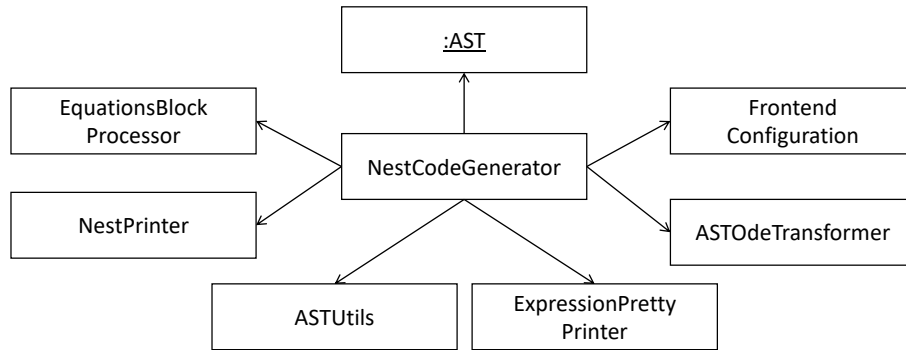 :AST
EquationsBlock
Processor
Frontend
Configuration
NestCodeGenerator
NestPrinter
ASTOdeTransformer
ASTUtils
ExpressionPretty
Printer